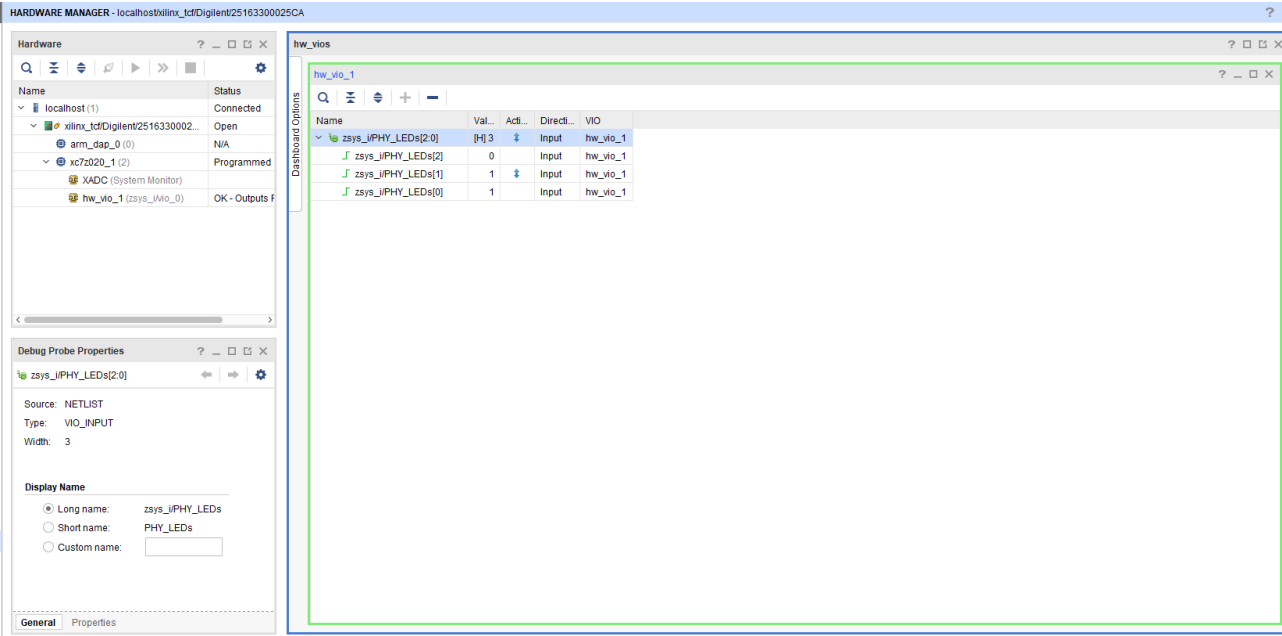 HARDWARE MANAGER - localhost/xilinx_tcf/Digilent/25163300025CA
?
Hardware
?
Name Status
localhost (1) Connected
xilinx_tcf/Digilent/2516330002... Open
arm_dap_0 (0) N/A
xc7z020_1 (2) Programmed
XADC (System Monitor)
hw_vio_1 (zsys_i/vio_0) OK - Outputs F
Debug Probe Properties
?
zsys_i/PHY_LEDs[2:0]
Source: NETLIST
Type: VIO_INPUT
Width: 3
Display Name
Long name: zsys_i/PHY_LEDs
Short name: PHY_LEDs
Custom name:
General Properties
hw_vios
?
Dashboard Options
hw_vio_1
?
Name Val... Acti... Directi... VIO
zsys_i/PHY_LEDs[2:0] [H] 3 Input hw_vio_1
zsys_i/PHY_LEDs[2] 0 Input hw_vio_1
zsys_i/PHY_LEDs[1] 1 Input hw_vio_1
zsys_i/PHY_LEDs[0] 1 Input hw_vio_1